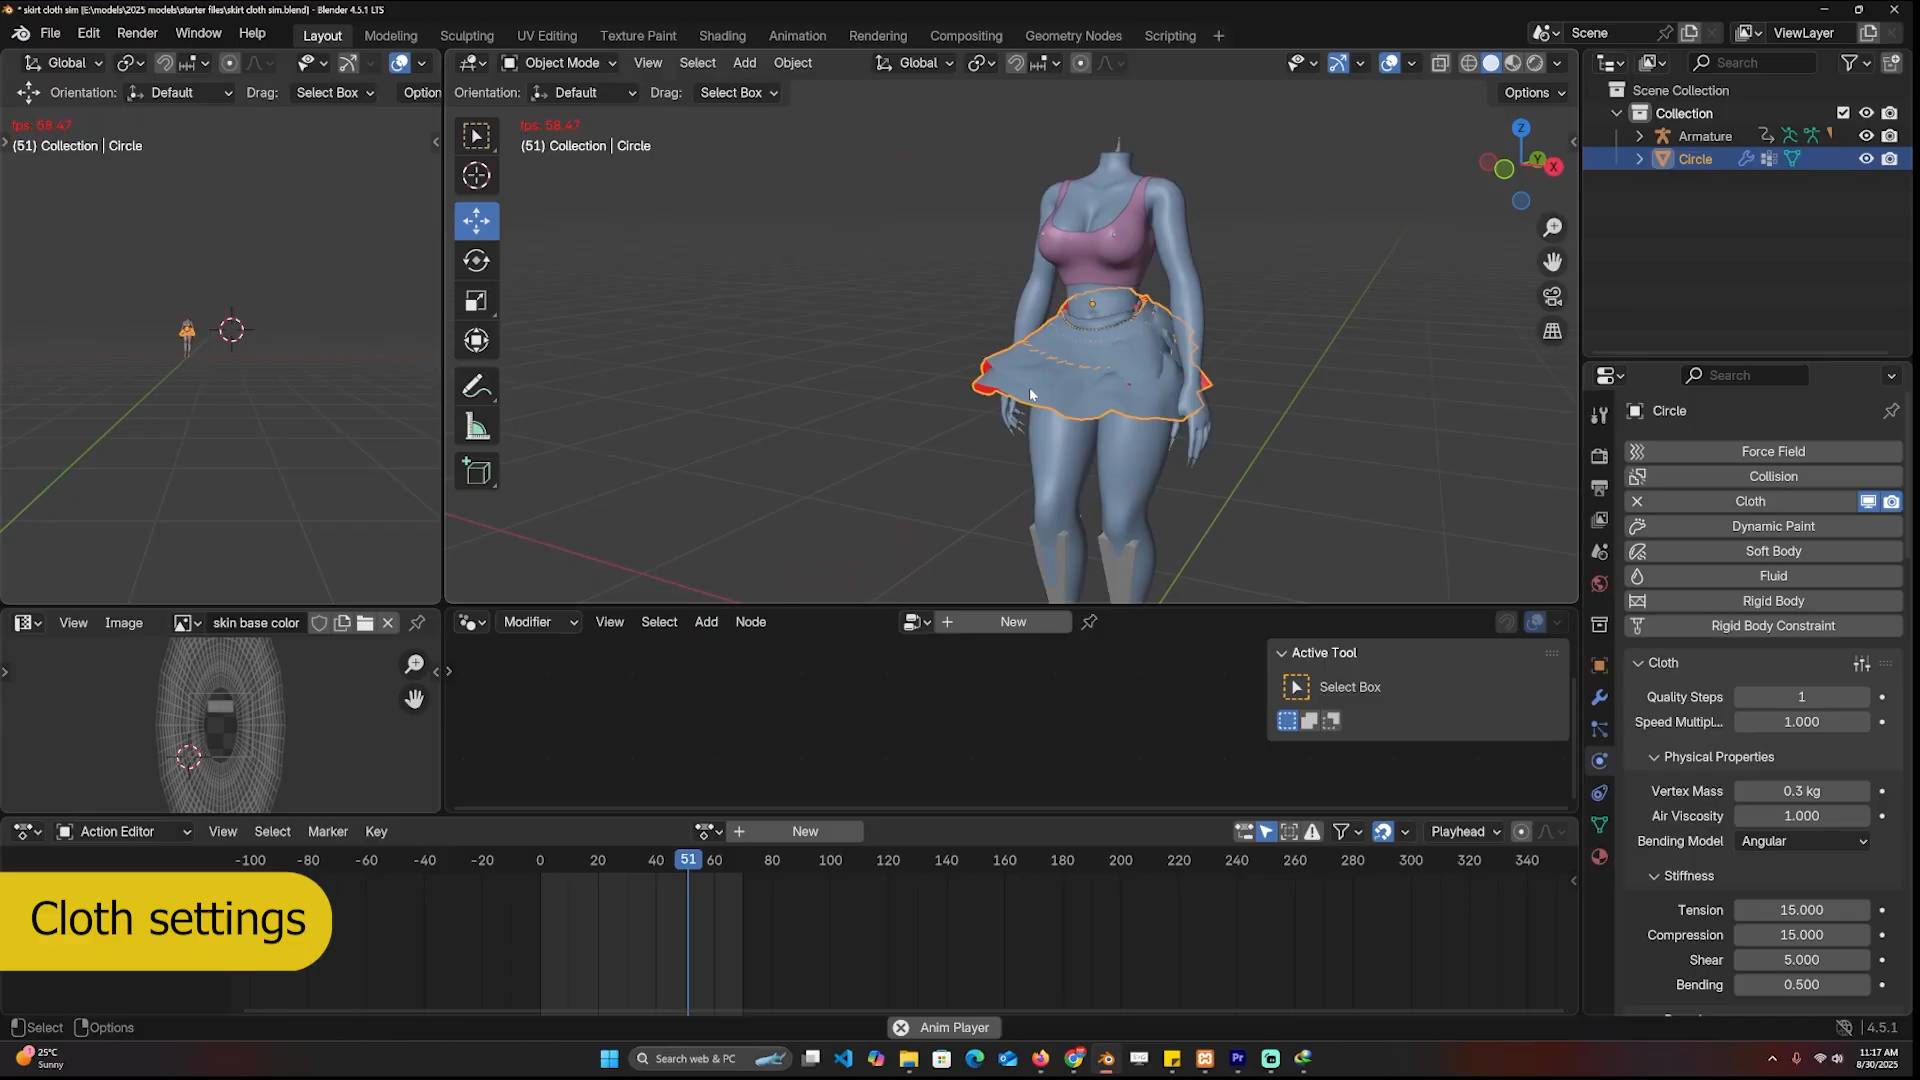 * skirt cloth sim [E:\models\2025 models\starter files\skirt cloth sim.blend] - Blender 4.5.1 LTS
File Edit Render Window Help
Layout Modeling Sculpting UV Editing Texture Paint Shading Animation Rendering Compositing Geometry Nodes Scripting +
Scene
ViewLayer
Global
Object Mode View Select Add Object
Global
Search
Orientation: Default Drag: Select Box Option
Orientation: Default Drag: Select Box
Options
Scene Collection
Collection
Armature
Circle
fps: 58.47
(51) Collection | Circle
fps: 58.47
(51) Collection | Circle
Z
Y
X
Search
Circle
Force Field
Collision
Cloth
Dynamic Paint
Soft Body
Fluid
Rigid Body
Rigid Body Constraint
Cloth
Quality Steps 1
Speed Multipl... 1.000
Physical Properties
Vertex Mass 0.3 kg
Air Viscosity 1.000
Bending Model Angular
Stiffness
Tension 15.000
Compression 15.000
Shear 5.000
Bending 0.500
View Image skin base color
Modifier View Select Add Node
New
Active Tool
Select Box
Action Editor View Select Marker Key
New
Playhead
-100 -80 -60 -40 -20 0 20 40 51 60 80 100 120 140 160 180 200 220 240 260 280 300 320 340
Cloth settings
Select Options
Anim Player
4.5.1
1
25°C
Sunny
Search web & PC
Pr
11:17 AM
8/30/2025